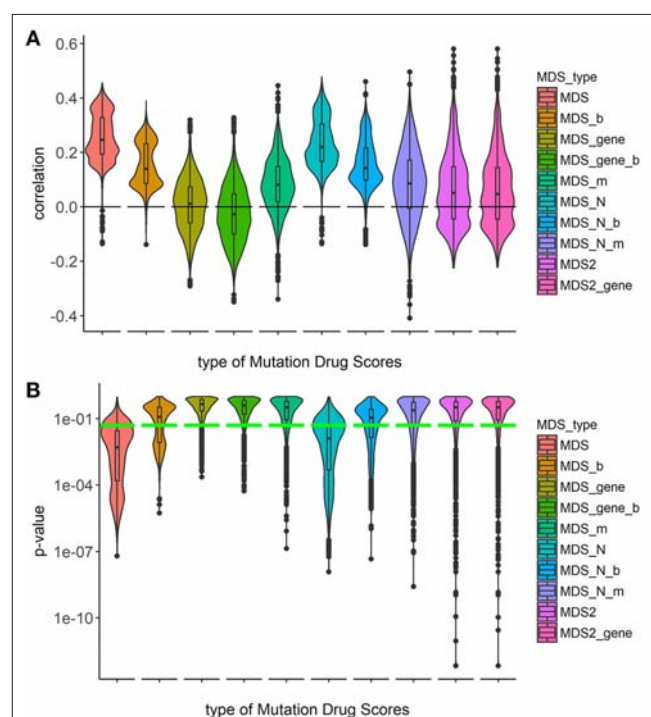 A
0.6
0.4
0.2
0.0
-0.2
-0.4
correlation
type of Mutation Drug Scores
MDS_type
MDS
MDS_b
MDS_gene
MDS_gene_b
MDS_m
MDS_N
MDS_N_b
MDS_N_m
MDS2
MDS2_gene
B
1e-01
1e-04
1e-07
1e-10
p-value
type of Mutation Drug Scores
MDS_type
MDS
MDS_b
MDS_gene
MDS_gene_b
MDS_m
MDS_N
MDS_N_b
MDS_N_m
MDS2
MDS2_gene